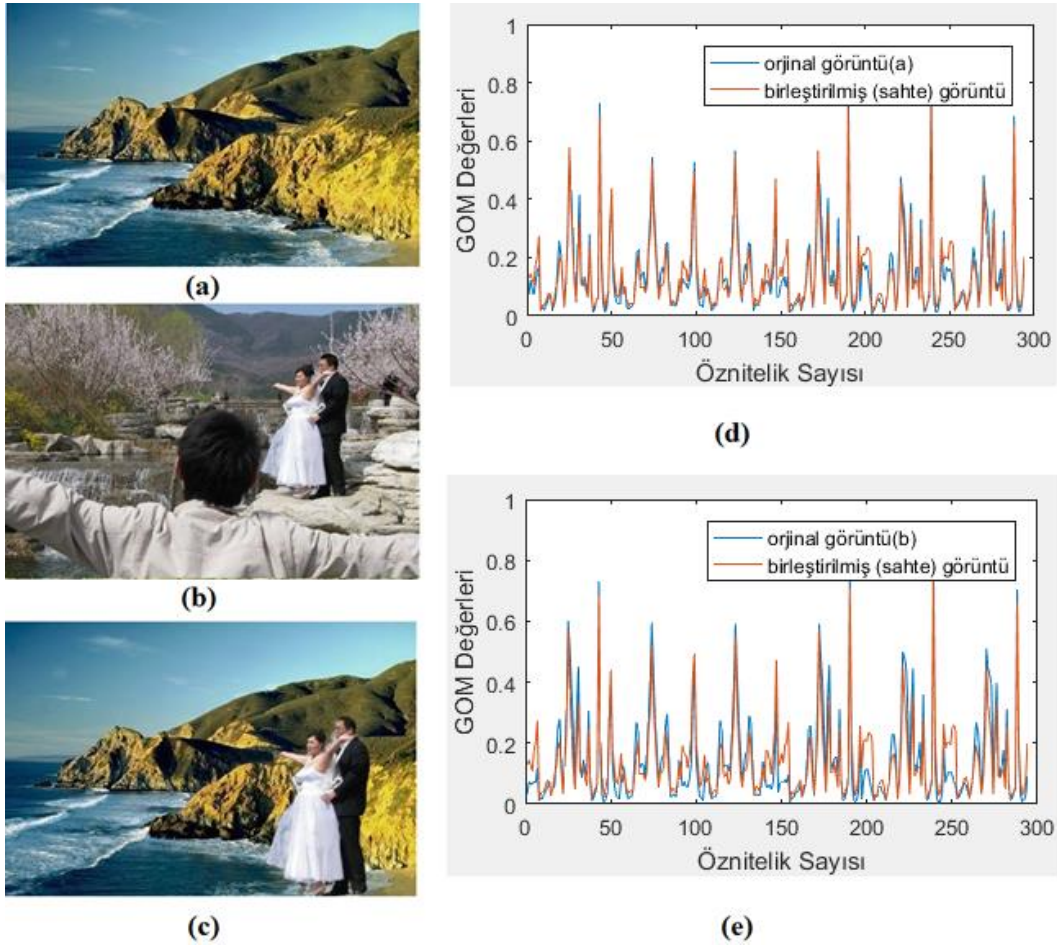 (a)
(b)
(c)
1
0.8
0.6
0.4
0.2
0
GOM Değerleri
orjinal görüntü(a)
birleştirilmiş (sahte) görüntü
0 50 100 150 200 250 300
Öznitelik Sayısı
(d)
1
0.8
0.6
0.4
0.2
0
GOM Değerleri
orjinal görüntü(b)
birleştirilmiş (sahte) görüntü
0 50 100 150 200 250 300
Öznitelik Sayısı
(e)